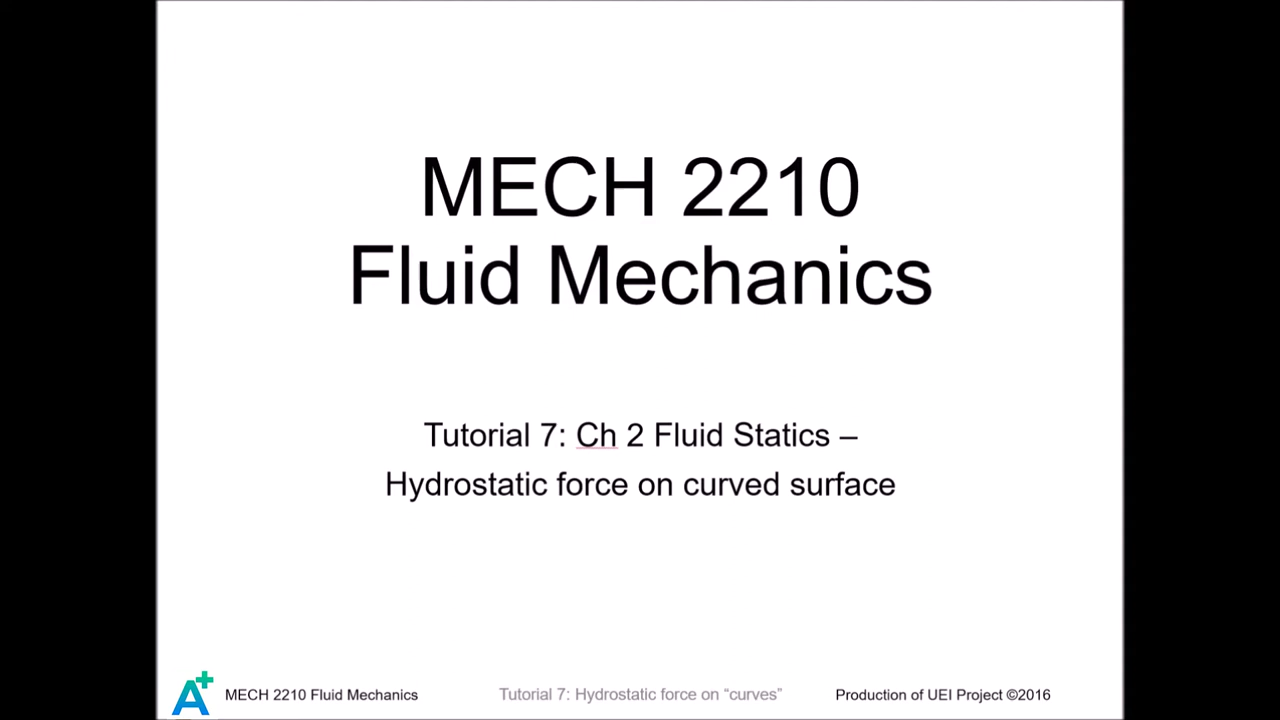 MECH 2210
Fluid Mechanics
Tutorial 7: Ch 2 Fluid Statics –
Hydrostatic force on curved surface
A+ MECH 2210 Fluid Mechanics Tutorial 7: Hydrostatic force on “curves” Production of UEI Project ©2016